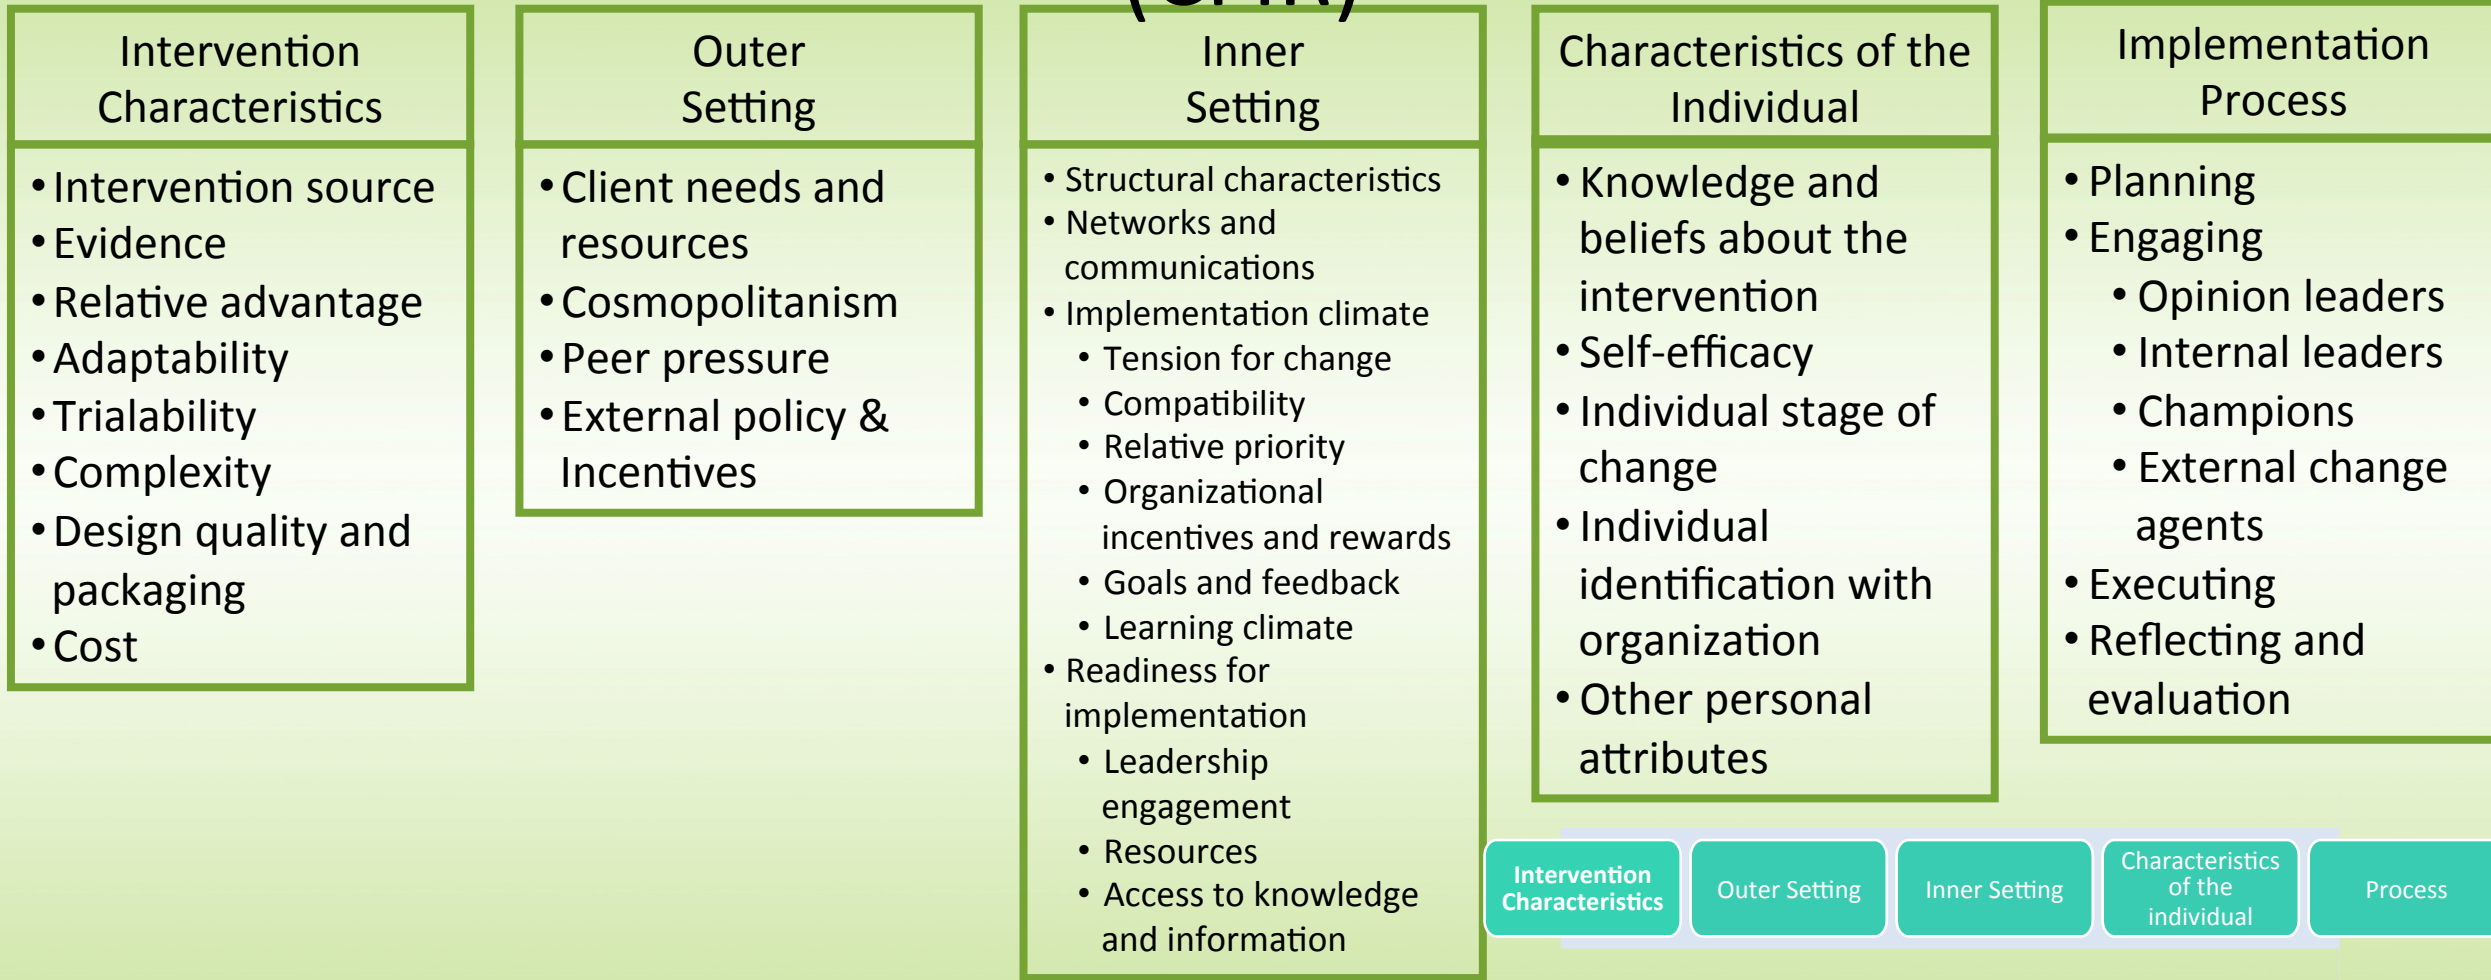 Intervention
Characteristics
• Intervention source
• Evidence
• Relative advantage
• Adaptability
• Trialability
• Complexity
• Design quality and
packaging
• Cost
Outer
Setting
• Client needs and
resources
• Cosmopolitanism
• Peer pressure
• External policy &
Incentives
Inner
Setting
• Structural characteristics
• Networks and
communications
• Implementation climate
• Tension for change
• Compatibility
• Relative priority
• Organizational
incentives and rewards
• Goals and feedback
• Learning climate
• Readiness for
implementation
• Leadership
engagement
• Resources
• Access to knowledge
and information
Characteristics of the
Individual
• Knowledge and
beliefs about the
intervention
• Self-efficacy
• Individual stage of
change
• Individual
identification with
organization
• Other personal
attributes
Implementation
Process
• Planning
• Engaging
• Opinion leaders
• Internal leaders
• Champions
• External change
agents
• Executing
• Reflecting and
evaluation
Intervention
Characteristics
Outer Setting
Inner Setting
Characteristics
of the
individual
Process